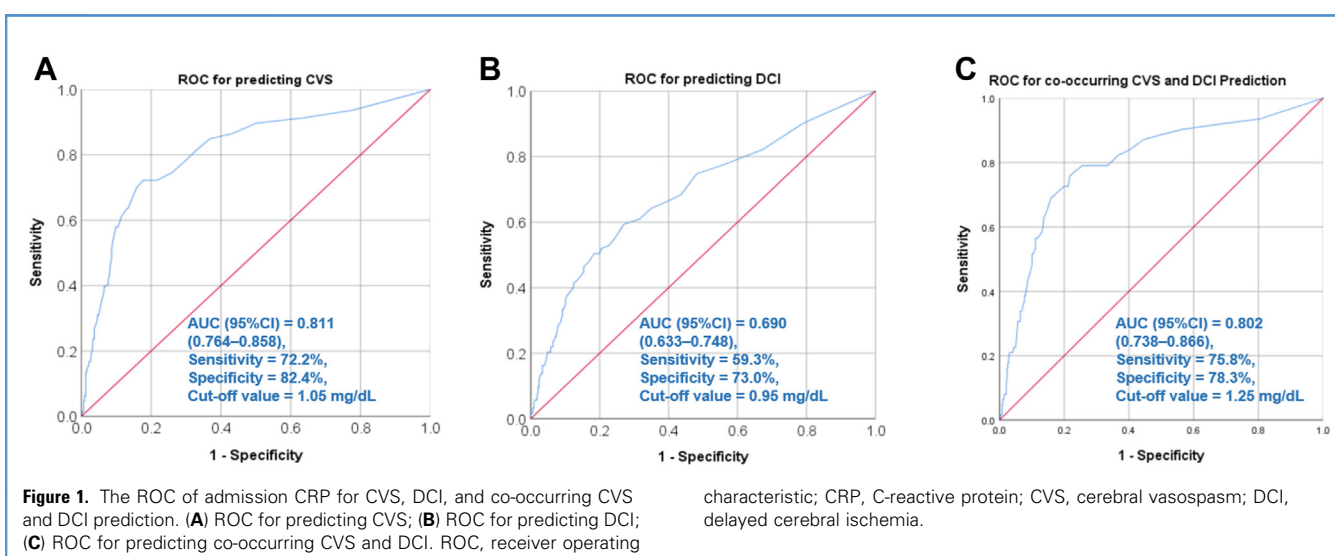 A
ROC for predicting CVS
1.0
0.8
0.6
0.4
0.2
0.0
Sensitivity
AUC (95%CI) = 0.811
(0.764–0.858),
Sensitivity = 72.2%,
Specificity = 82.4%,
Cut-off value = 1.05 mg/dL
0.0 0.2 0.4 0.6 0.8 1.0
1 - Specificity
B
ROC for predicting DCI
1.0
0.8
0.6
0.4
0.2
0.0
Sensitivity
AUC (95%CI) = 0.690
(0.633–0.748),
Sensitivity = 59.3%,
Specificity = 73.0%,
Cut-off value = 0.95 mg/dL
0.0 0.2 0.4 0.6 0.8 1.0
1 - Specificity
C
ROC for co-occurring CVS and DCI Prediction
1.0
0.8
0.6
0.4
0.2
0.0
Sensitivity
AUC (95%CI) = 0.802
(0.738–0.866),
Sensitivity = 75.8%,
Specificity = 78.3%,
Cut-off value = 1.25 mg/dL
0.0 0.2 0.4 0.6 0.8 1.0
1 - Specificity
Figure 1. The ROC of admission CRP for CVS, DCI, and co-occurring CVS
and DCI prediction. (A) ROC for predicting CVS; (B) ROC for predicting DCI;
(C) ROC for predicting co-occurring CVS and DCI. ROC, receiver operating
characteristic; CRP, C-reactive protein; CVS, cerebral vasospasm; DCI,
delayed cerebral ischemia.